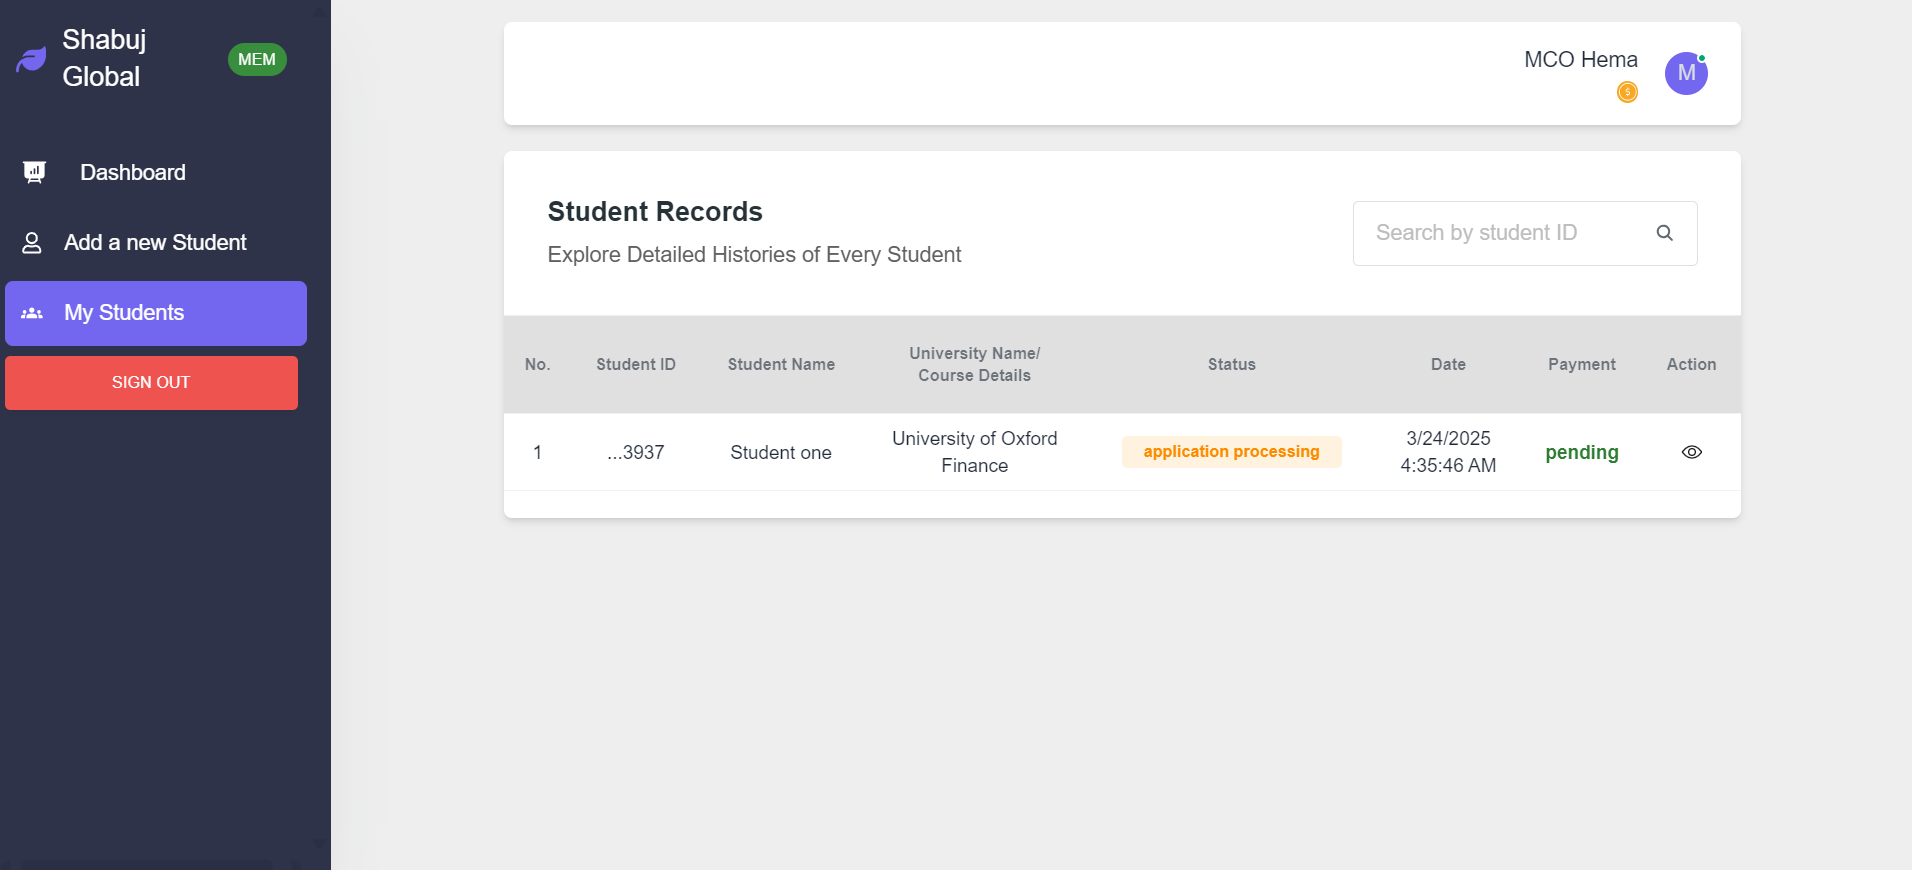 Shabuj
Global
MEM
Dashboard
Add a new Student
My Students
SIGN OUT
MCO Hema
M
Student Records
Explore Detailed Histories of Every Student
Search by student ID
No. Student ID Student Name University Name/ Course Details Status Date Payment Action
1 ...3937 Student one University of Oxford application processing 3/24/2025 pending
Finance 4:35:46 AM